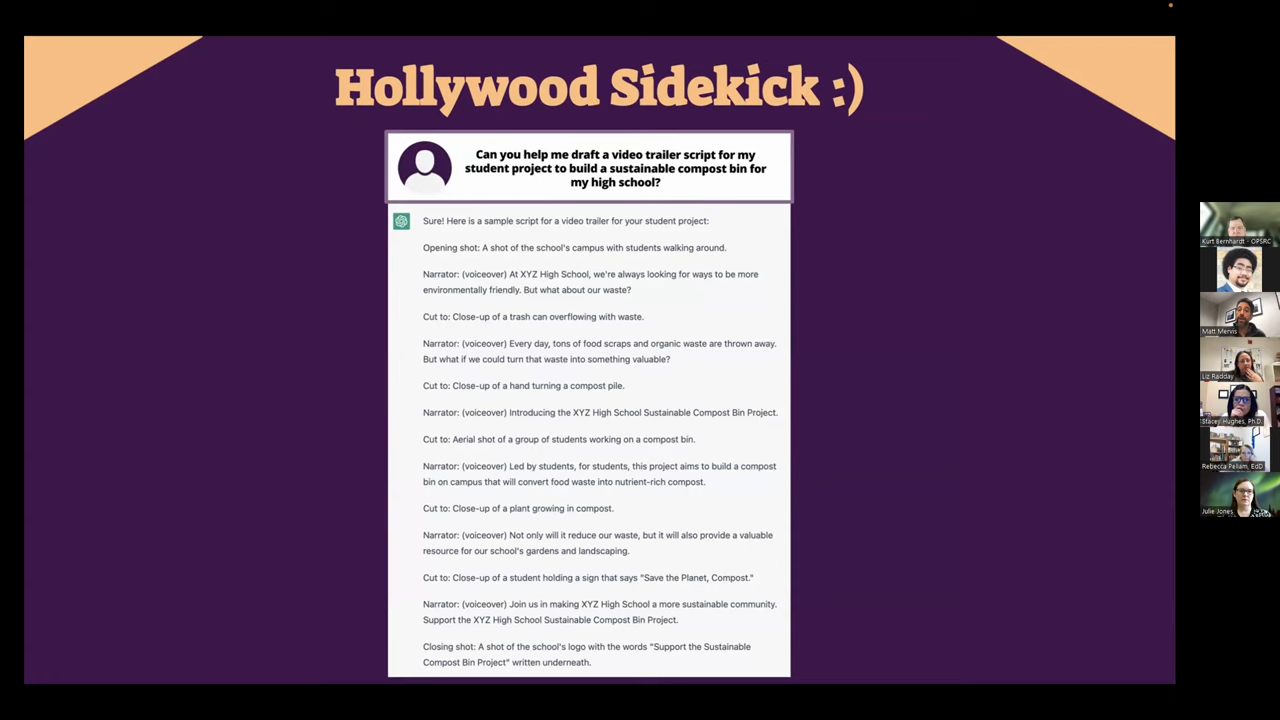 Hollywood Sidekick :)
Can you help me draft a video trailer script for my
student project to build a sustainable compost bin for
my high school?
Sure! Here is a sample script for a video trailer for your student project:
Opening shot: A shot of the school's campus with students walking around.
Narrator: (voiceover) At XYZ High School, we're always looking for ways to be more
environmentally friendly. But what about our waste?
Cut to: Close-up of a trash can overflowing with waste.
Narrator: (voiceover) Every day, tons of food scraps and organic waste are thrown away.
But what if we could turn that waste into something valuable?
Cut to: Close-up of a hand turning a compost pile.
Narrator: (voiceover) Introducing the XYZ High School Sustainable Compost Bin Project.
Cut to: Aerial shot of a group of students working on a compost bin.
Narrator: (voiceover) Led by students, for students, this project aims to build a compost
bin on campus that will convert food waste into nutrient-rich compost.
Cut to: Close-up of a plant growing in compost.
Narrator: (voiceover) Not only will it reduce our waste, but it will also provide a valuable
resource for our school's gardens and landscaping.
Cut to: Close-up of a student holding a sign that says "Save the Planet, Compost."
Narrator: (voiceover) Join us in making XYZ High School a more sustainable community.
Support the XYZ High School Sustainable Compost Bin Project.
Closing shot: A shot of the school's logo with the words "Support the Sustainable
Compost Bin Project" written underneath.
Kurt Bernhardt - OPSRC
Matt Mervis
Liz Radday
Stacey Hughes, Ph.D.
Rebecca Pellam, EdD
Julie Jones